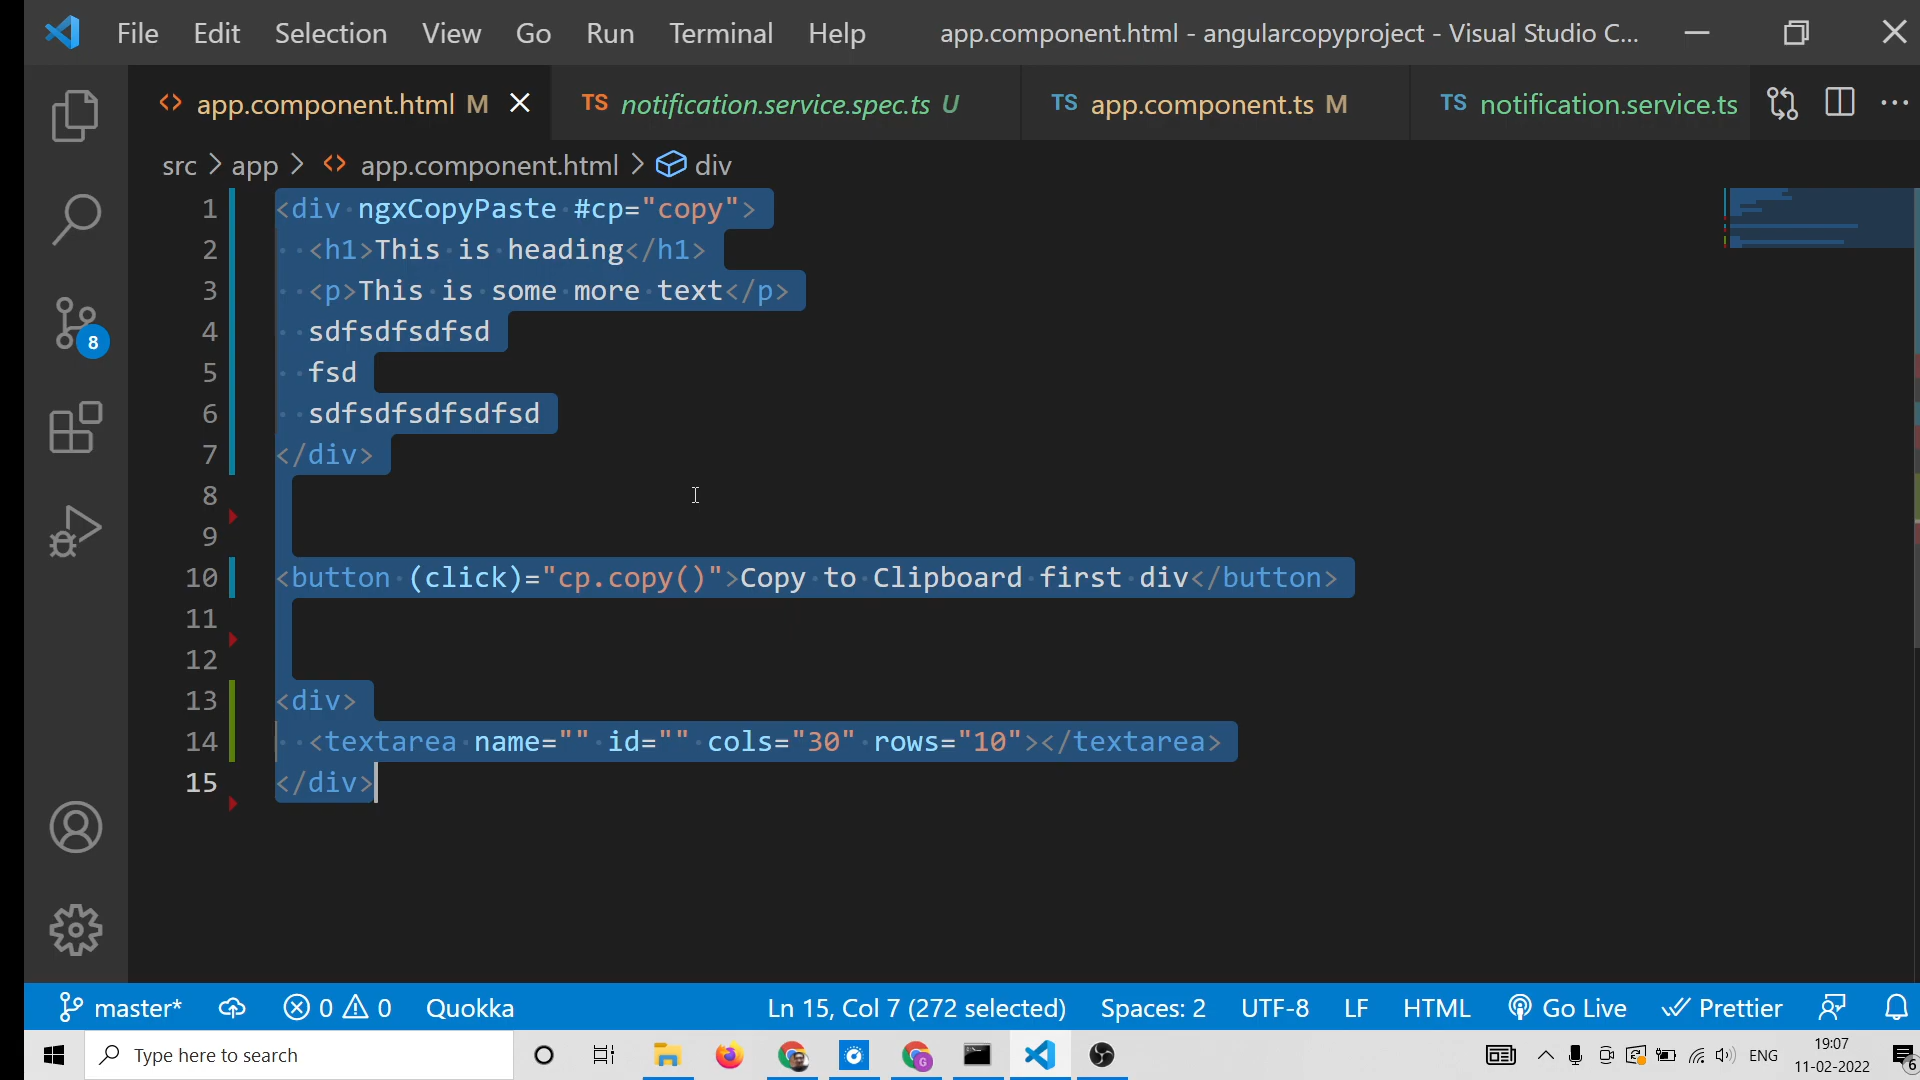 File Edit Selection View Go Run Terminal Help app.component.html - angularcopyproject - Visual Studio C...
app.component.html M notification.service.spec.ts U app.component.ts M notification.service.ts
src > app > app.component.html > div
1 <div ngxCopyPaste #cp="copy">
2 <h1>This is heading</h1>
3 <p>This is some more text</p>
4 sdfsdfsdfsd
5 fsd
6 sdfsdfsdfsdfsd
7 </div>
8
9
10 <button (click)="cp.copy()">Copy to Clipboard first div</button>
11
12
13 <div>
14 <textarea name="" id="" cols="30" rows="10"></textarea>
15 </div>
8
master* 0 0 Quokka Ln 15, Col 7 (272 selected) Spaces: 2 UTF-8 LF HTML Go Live Prettier
Type here to search ENG 19:07
11-02-2022 6